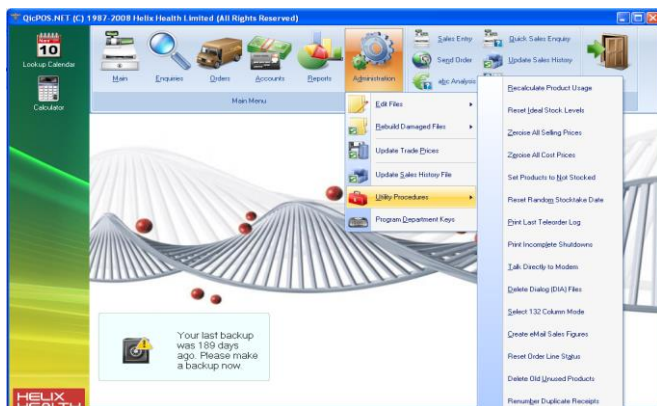 QicPOS.NET (C) 1987-2008 Helix Health Limited (All Rights Reserved)
10
Lookup Calendar
Calculator
Main
Enquiries
Orders
Accounts
Reports
Administration
Sales Entry
Send Order
abc Analysis
Quick Sales Enquiry
Update Sales History
Main Menu
Edit Files
Rebuild Damaged Files
Update Trade Prices
Update Sales History File
Utility Procedures
Program Department Keys
Recalculate Product Usage
Reset Ideal Stock Levels
Zeroise All Selling Prices
Zeroise All Cost Prices
Set Products to Not Stocked
Reset Random Stocktake Date
Print Last Teleorder Log
Print Incomplete Shutdowns
Talk Directly to Modem
Delete Dialog (DIA) Files
Select 132 Column Mode
Create eMail Sales Figures
Reset Order Line Status
Delete Old Unused Products
Renumber Duplicate Receipts
Your last backup
was 189 days
ago. Please make
a backup now.
HELIX
HEALTH